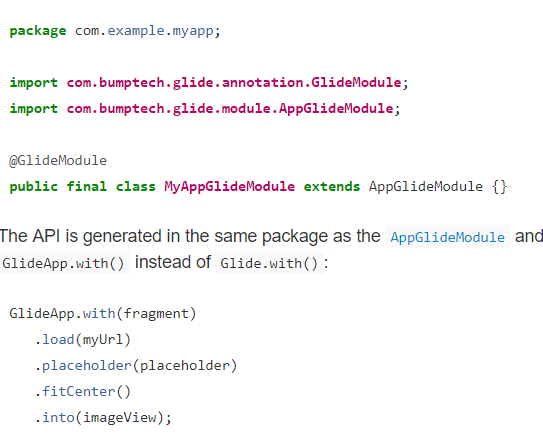 package com.example.myapp;
import com.bumptech.glide.annotation.GlideModule;
import com.bumptech.glide.module.AppGlideModule;
@GlideModule
public final class MyAppGlideModule extends AppGlideModule {}
The API is generated in the same package as the AppGlideModule and
GlideApp.with() instead of Glide.with() :
GlideApp.with(fragment)
.load(myUrl)
.placeholder(placeholder)
.fitCenter()
.into(imageView);